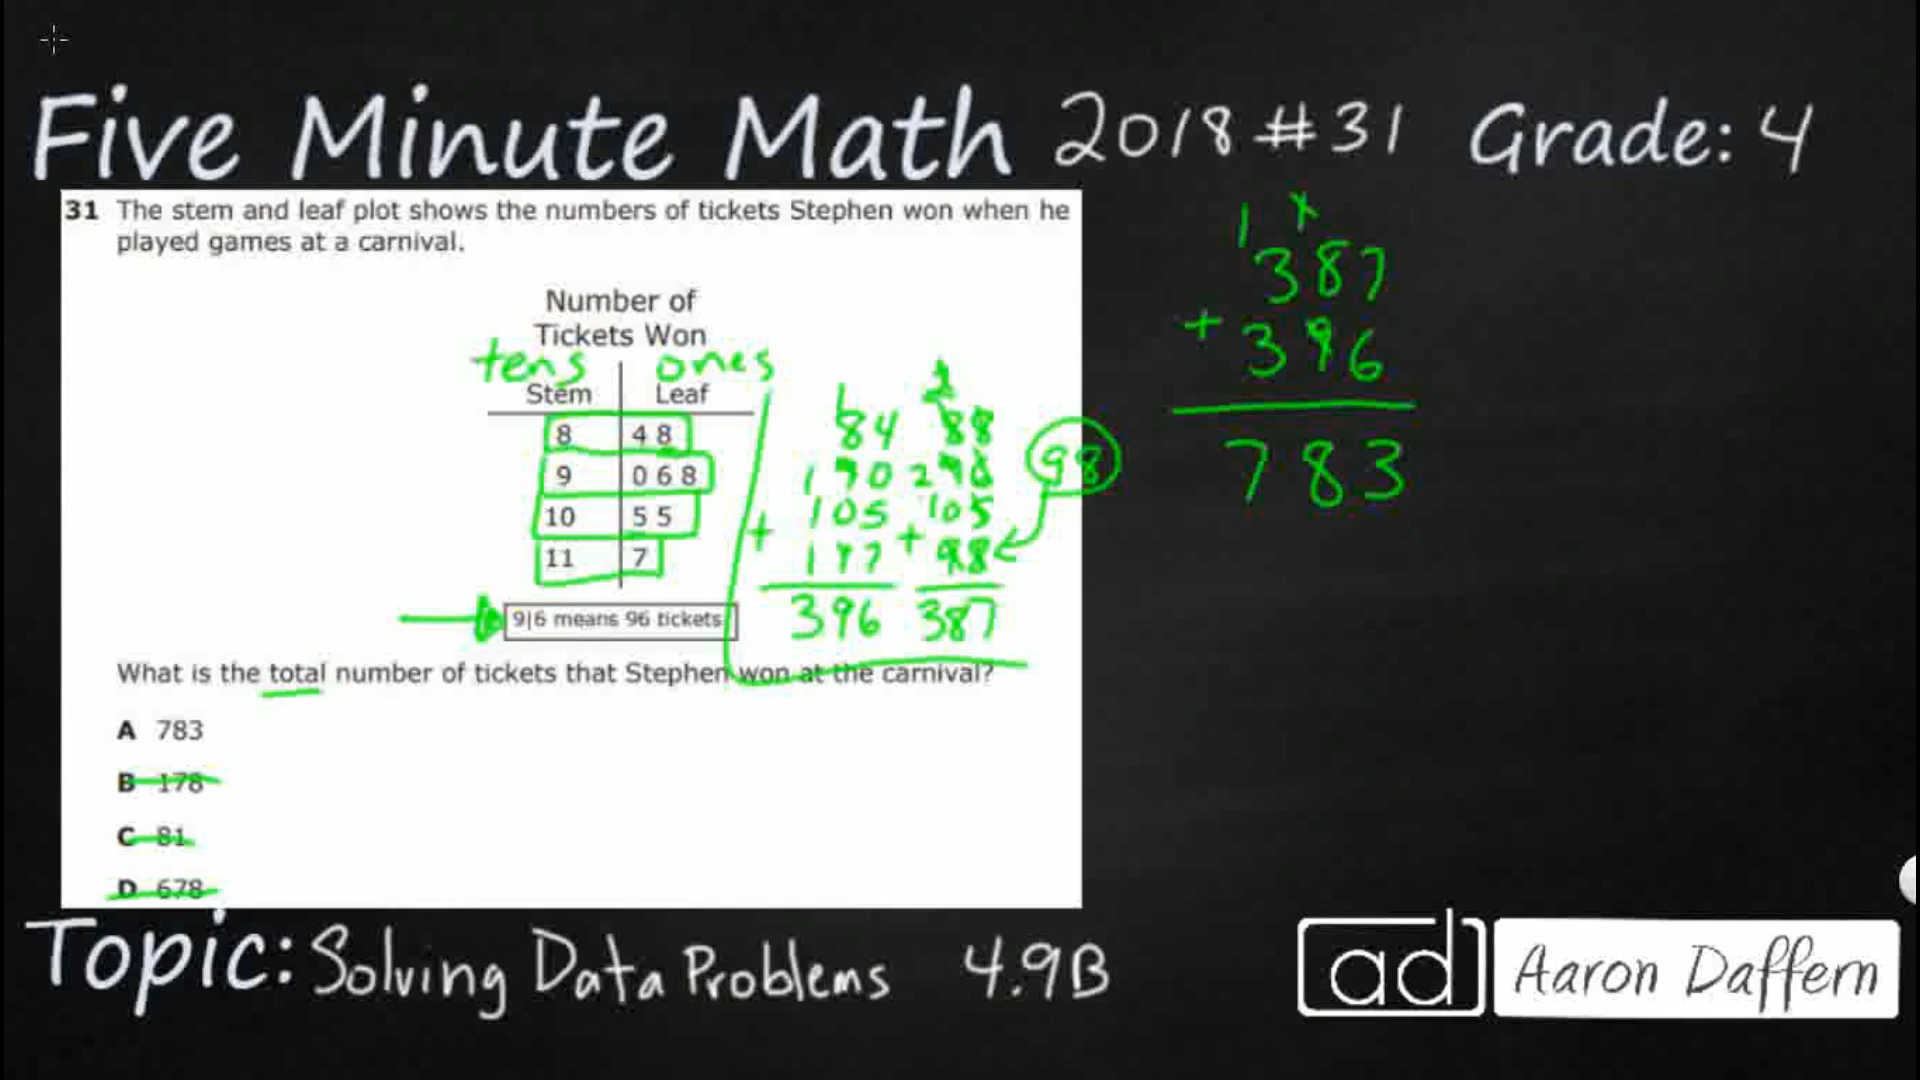 Five Minute Math 2018 #31 Grade: 4
31 The stem and leaf plot shows the numbers of tickets Stephen won when he
played games at a carnival.
Number of
Tickets Won
tens ones
Stem Leaf
8 4 8
9 0 6 8
10 5 5
11 7
9|6 means 96 tickets
84 88
98
105 105
+ +
396 387
What is the total number of tickets that Stephen won at the carnival?
A 783
B 178
C 81
D 678
1
387
+ 396
783
Topic: Solving Data Problems 4.9B
ad Aaron Daffern